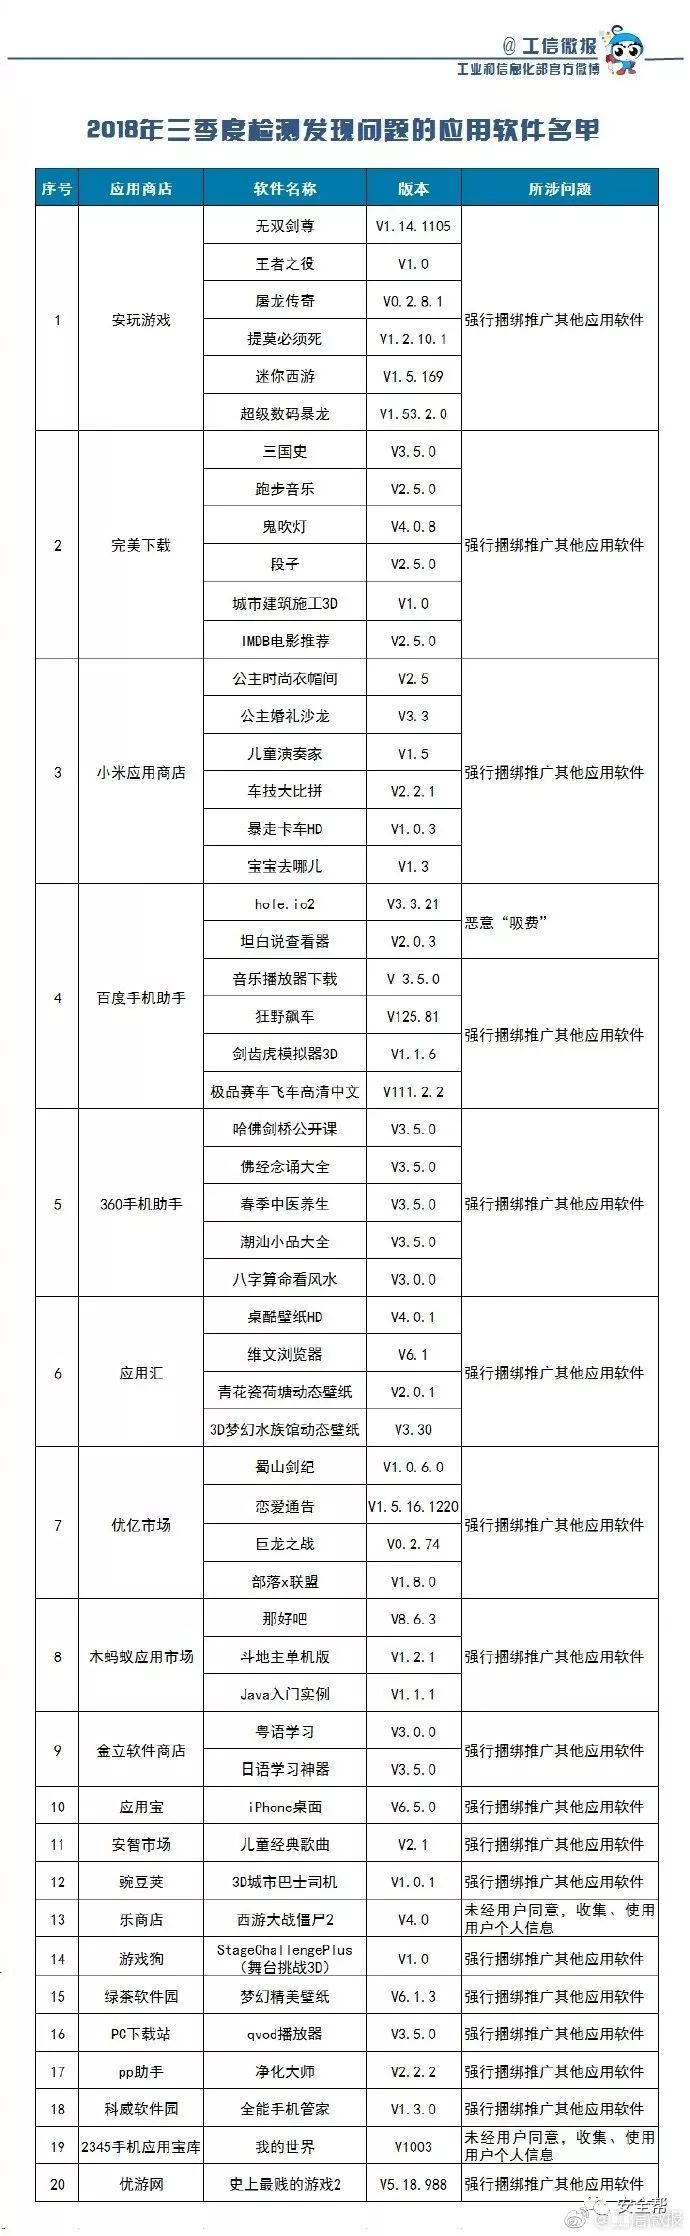 @工信微报
工业和信息化部官方微博
2018年三季度检测发现问题的应用软件名单
序号 应用商店 软件名称 版本 所涉问题
1 安玩游戏 无双剑尊 V1.14.1105 强行捆绑推广其他应用软件
王者之役 V1.0
屠龙传奇 V0.2.8.1
提莫必须死 V1.2.10.1
迷你西游 V1.5.169
超级数码暴龙 V1.53.2.0
2 完美下载 三国史 V3.5.0 强行捆绑推广其他应用软件
跑步音乐 V2.5.0
鬼吹灯 V4.0.8
段子 V2.5.0
城市建筑施工3D V1.0
IMDB电影推荐 V2.5.0
3 小米应用商店 公主时尚衣帽间 V2.5 强行捆绑推广其他应用软件
公主婚礼沙龙 V3.3
儿童演奏家 V1.5
车技大比拼 V2.2.1
暴走卡车HD V1.0.3
宝宝去哪儿 V1.3
4 百度手机助手 hole.io2 V3.3.21 恶意“吸费”
坦白说查看器 V2.0.3
音乐播放器下载 V 3.5.0 强行捆绑推广其他应用软件
狂野飙车 V125.81
剑齿虎模拟器3D V1.1.6
极品赛车飞车高清中文 V111.2.2
5 360手机助手 哈佛剑桥公开课 V3.5.0 强行捆绑推广其他应用软件
佛经念诵大全 V3.5.0
春季中医养生 V3.5.0
潮汕小品大全 V3.5.0
八字算命看风水 V3.0.0
6 应用汇 桌酷壁纸HD V4.0.1 强行捆绑推广其他应用软件
维文浏览器 V6.1
青花瓷荷塘动态壁纸 V2.0.1
3D梦幻水族馆动态壁纸 V3.30
7 优亿市场 蜀山剑纪 V1.0.6.0 强行捆绑推广其他应用软件
恋爱通告 V1.5.16.1220
巨龙之战 V0.2.74
部落x联盟 V1.8.0
8 木蚂蚁应用市场 那好吧 V8.6.3 强行捆绑推广其他应用软件
斗地主单机版 V1.2.1
Java入门实例 V1.1.1
9 金立软件商店 粤语学习 V3.0.0 强行捆绑推广其他应用软件
日语学习神器 V3.5.0
10 应用宝 iPhone桌面 V6.5.0 强行捆绑推广其他应用软件
11 安智市场 儿童经典歌曲 V2.1 强行捆绑推广其他应用软件
12 豌豆荚 3D城市巴士司机 V1.0.1 强行捆绑推广其他应用软件
13 乐商店 西游大战僵尸2 V4.0 未经用户同意，收集、使用
用户个人信息
14 游戏狗 StageChallengePlus
（舞台挑战3D） V1.0 强行捆绑推广其他应用软件
15 绿茶软件园 梦幻精美壁纸 V6.1.3 强行捆绑推广其他应用软件
16 PC下载站 qvod播放器 V3.5.0 强行捆绑推广其他应用软件
17 pp助手 净化大师 V2.2.2 强行捆绑推广其他应用软件
18 科威软件园 全能手机管家 V1.3.0 强行捆绑推广其他应用软件
19 2345手机应用宝库 我的世界 V1003 未经用户同意，收集、使用
用户个人信息
20 优游网 史上最贱的游戏2 V5.18.988 强行捆绑推广其他应用软件
安全帮
@工信微报